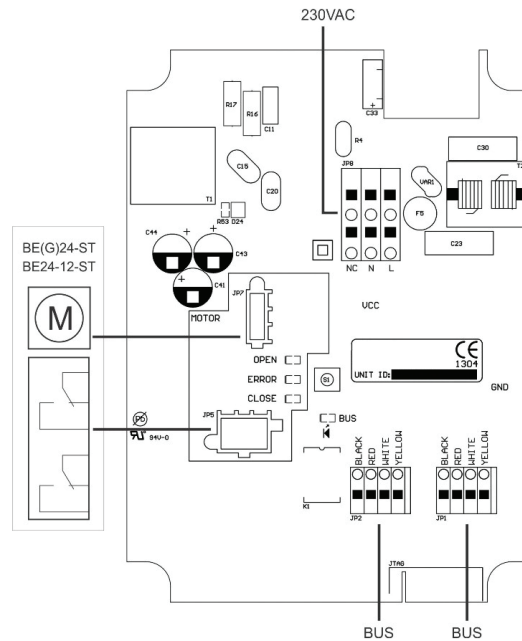 230VAC
R17
R16
C11
C33
R4
JP8
C30
T1
C15
C20
VAR1
F5
R53
D24
C44
C43
C23
NC N L
BE(G)24-ST
BE24-12-ST
C41
JP7
MOTOR
VCC
M
OPEN
ERROR
CLOSE
S1
CE
1304
UNIT ID:
GND
JP5
BUS
94V-0
BLACK
RED
WHITE
YELLOW
BLACK
RED
WHITE
YELLOW
K1
JP2
JP1
JTAG
BUS
BUS